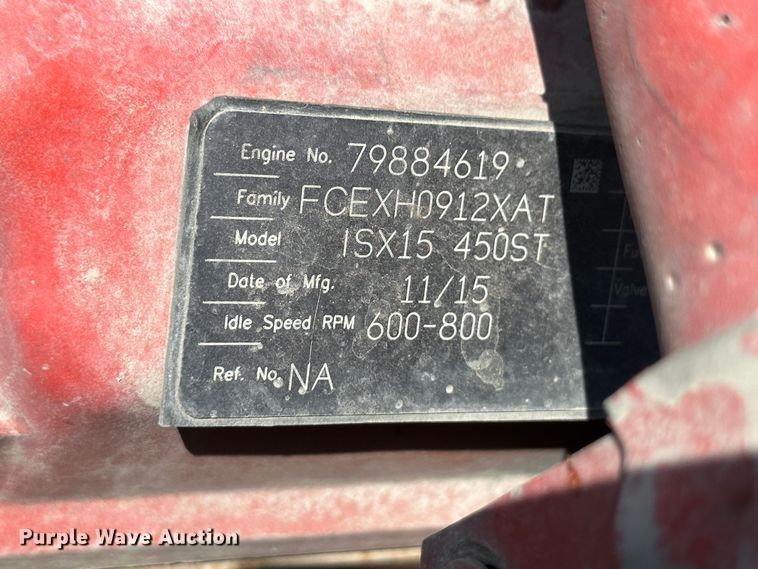 Engine No. 79884619
Family FCEXH0912XAT
Model ISX15 450ST
Date of Mfg. 11/15
Idle Speed RPM 600-800
Valve
Ref. No. NA
Purple Wave Auction